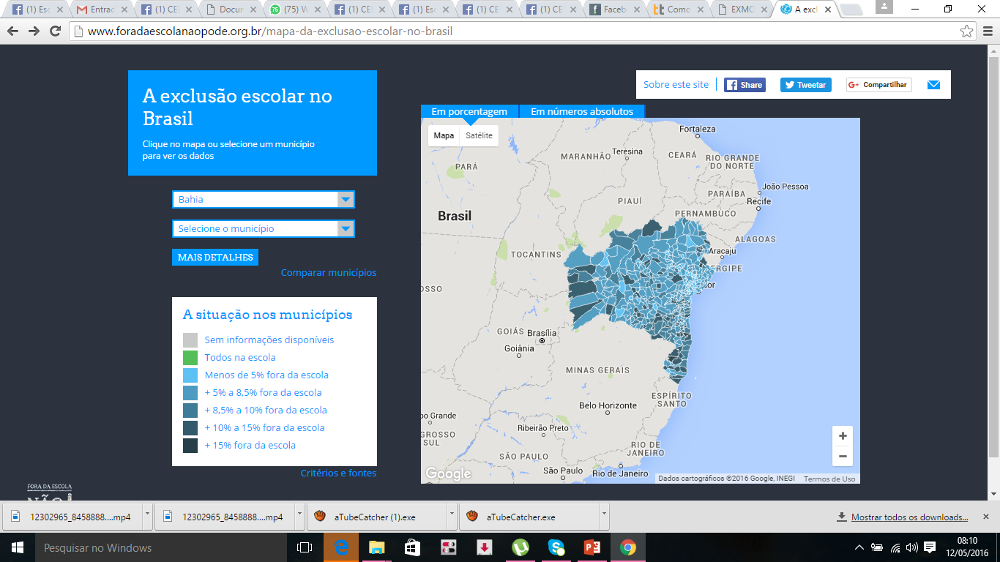 (1) Esc
Entrad
(1) CE
Docun
(75) W
(1) CE
(1) Esc
(1) CE
(1) CE
Faceb
Como
EXMC
A excl
www.foradaescolanaopode.org.br/mapa-da-exclusao-escolar-no-brasil
A exclusão escolar no
Brasil
Clique no mapa ou selecione um município
para ver os dados
Bahia
Selecione o município
MAIS DETALHES
Comparar municípios
A situação nos municípios
Sem informações disponíveis
Todos na escola
Menos de 5% fora da escola
+ 5% a 8,5% fora da escola
+ 8,5% a 10% fora da escola
+ 10% a 15% fora da escola
+ 15% fora da escola
Critérios e fontes
FORA DA ESCOLA
NÃO
Sobre este site
Share
Tweetar
G+ Compartilhar
Em porcentagem
Em números absolutos
Mapa
Satélite
Fortaleza
MARANHÃO
Teresina
CEARÁ
RIO GRANDE
DO NORTE
PARÁ
João Pessoa
PARAÍBA
Recife
PIAUÍ
PERNAMBUCO
Brasil
ALAGOAS
TOCANTINS
Aracaju
ERGIPE
OSSO
or
GOIÁS
Brasília
Goiânia
MINAS GERAIS
ESPÍRITO
SANTO
Belo Horizonte
po Grande
GROSSO
SUL
Ribeirão Preto
RIO DE
JANEIRO
SÃO PAULO
São Paulo
Rio de Janeiro
Google
Dados cartográficos ©2016 Google, INEGI
Termos de Uso
12302965_8458888....mp4
12302965_8458888....mp4
aTubeCatcher (1).exe
aTubeCatcher.exe
Mostrar todos os downloads...
Pesquisar no Windows
08:10
12/05/2016